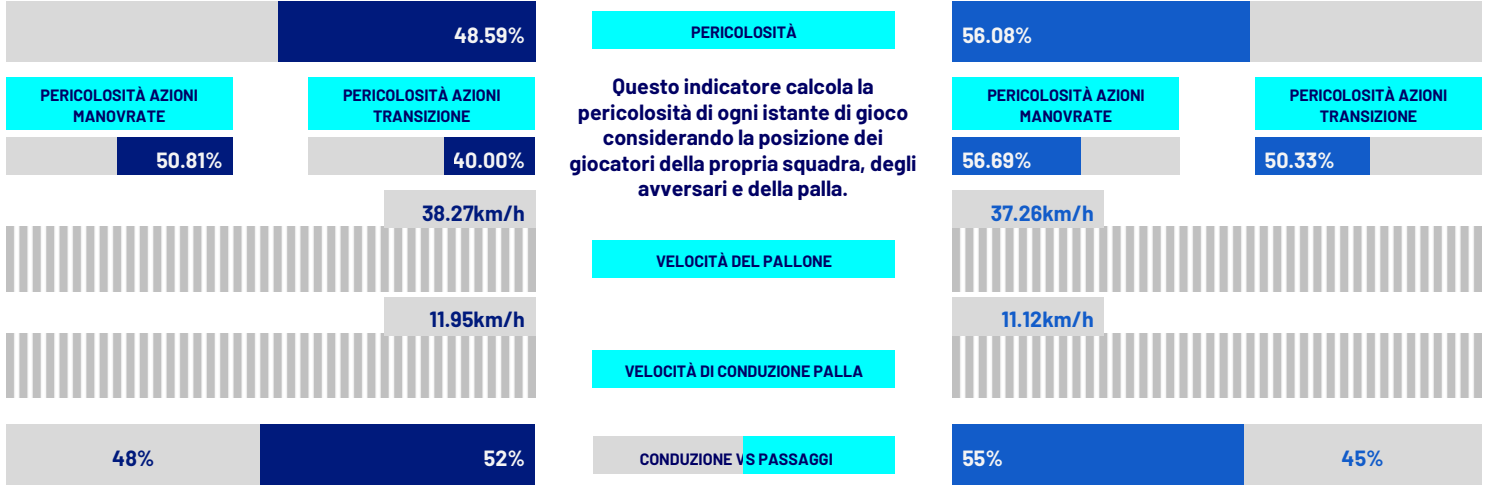 48.59%
PERICOLOSITÀ
56.08%
PERICOLOSITÀ AZIONI
MANOVRATE
PERICOLOSITÀ AZIONI
TRANSIZIONE
Questo indicatore calcola la
pericolosità di ogni istante di gioco
considerando la posizione dei
giocatori della propria squadra, degli
avversari e della palla.
PERICOLOSITÀ AZIONI
MANOVRATE
PERICOLOSITÀ AZIONI
TRANSIZIONE
50.81%
40.00%
56.69%
50.33%
38.27km/h
37.26km/h
VELOCITÀ DEL PALLONE
11.95km/h
11.12km/h
VELOCITÀ DI CONDUZIONE PALLA
48%
52%
CONDUZIONE VS PASSAGGI
55%
45%